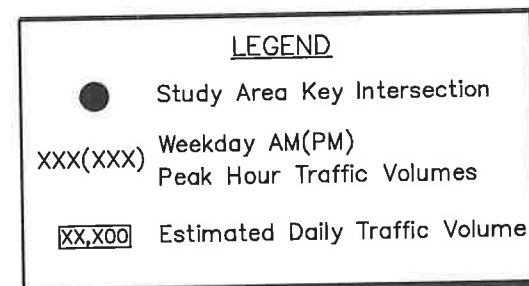 LEGEND
Study Area Key Intersection
XXX(XXX) Weekday AM(PM)
Peak Hour Traffic Volumes
XX,X00 Estimated Daily Traffic Volume